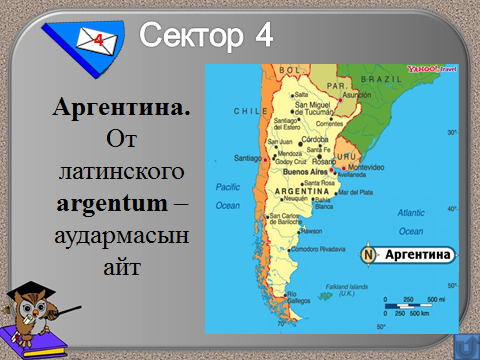 4
Сектор 4
Аргентина.
От
латинского
argentum –
аудармасын
айт
YAHOO! Travel
BOL
PAR.
BRAZIL
Asunción
CHILE
Salta
San Miguel
de Tucumán
Santiago
del Estero
Corrientes
Córdoba
San Juan
Santa Fe
Mendoza
Rosario
URU.
Santiago
Godoy Cruz
Montevideo
Buenos Aires
Avellaneda
Santa Rosa
ARGENTINA
Mar del Plata
Neuquén
Bahía
Blanca
Pacific
Ocean
San Carlos
de Bariloche
Rawson
Atlantic
Ocean
Comodoro Rivadavia
N Аргентина
Río
Gallegos
Falkland Islands
(U.K.)
0 250 500 mi
0 250 500 km
30°
40°
50°
70°
60°
50°